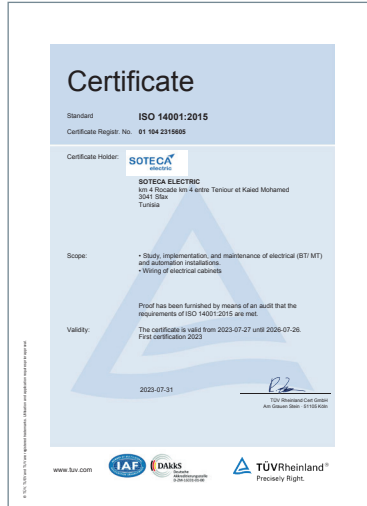 Certificate
Standard ISO 14001:2015
Certificate Registr. No. 01 104 2315605
Certificate Holder:
SOTECA
electric
SOTECA ELECTRIC
km 4 Rocade km 4 entre Teniour et Kaied Mohamed
3041 Sfax
Tunisia
Scope: • Study, implementation, and maintenance of electrical (BT/ MT)
and automation installations.
• Wiring of electrical cabinets
Proof has been furnished by means of an audit that the
requirements of ISO 14001:2015 are met.
Validity: The certificate is valid from 2023-07-27 until 2026-07-26.
First certification 2023
2023-07-31
TÜV Rheinland Cert GmbH
Am Grauen Stein · 51105 Köln
www.tuv.com
IAF
DAkkS
Deutsche
Akkreditierungsstelle
TÜVRheinland®
Precisely Right.